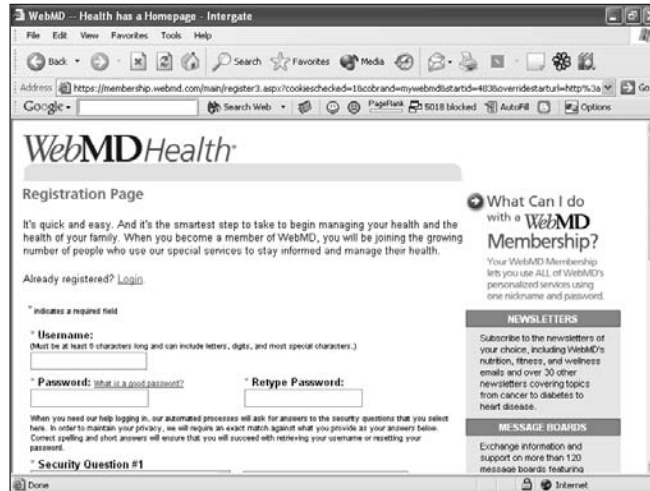 WebMD -- Health has a Homepage - Intergate
File Edit View Favorites Tools Help
Back Search Favorites Media
Address https://membership.webmd.com/main/register3.aspx?cookieschecked=1&cobrand=mywebmd&startid=483&overridestarturl=http%3a Go
Google Search Web PageRank 5018 blocked AutoFill Options
WebMDHealth
Registration Page
It's quick and easy. And it's the smartest step to take to begin managing your health and the
health of your family. When you become a member of WebMD, you will be joining the growing
number of people who use our special services to stay informed and manage their health.
Already registered? Login.
* indicates a required field
* Username:
(Must be at least 6 characters long and can include letters, digits, and most special characters.)
* Password: What is a good password? * Retype Password:
When you need our help logging in, our automated processes will ask for answers to the security questions that you select
here. In order to maintain your privacy, we will require an exact match against what you provide as your answers below.
Correct spelling and short answers will ensure that you will succeed with retrieving your username or resetting your
password.
* Security Question #1
What Can I do
with a WebMD
Membership?
Your WebMD Membership
lets you use ALL of WebMD's
personalized services using
one nickname and password.
NEWSLETTERS
Subscribe to the newsletters of
your choice, including WebMD's
nutrition, fitness, and wellness
emails and over 30 other
newsletters covering topics
from cancer to diabetes to
heart disease.
MESSAGE BOARDS
Exchange information and
support on more than 120
message boards featuring
Done Internet